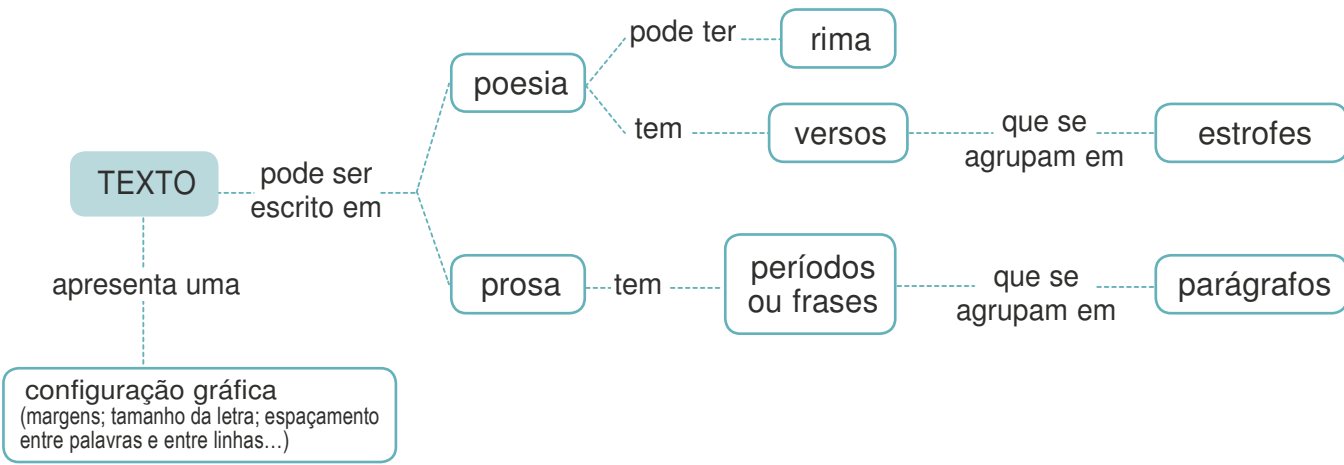 TEXTO
pode ser
escrito em
poesia
pode ter
rima
tem
versos
que se
agrupam em
estrofes
prosa
tem
períodos
ou frases
que se
agrupam em
parágrafos
apresenta uma
configuração gráfica
(margens; tamanho da letra; espaçamento
entre palavras e entre linhas…)